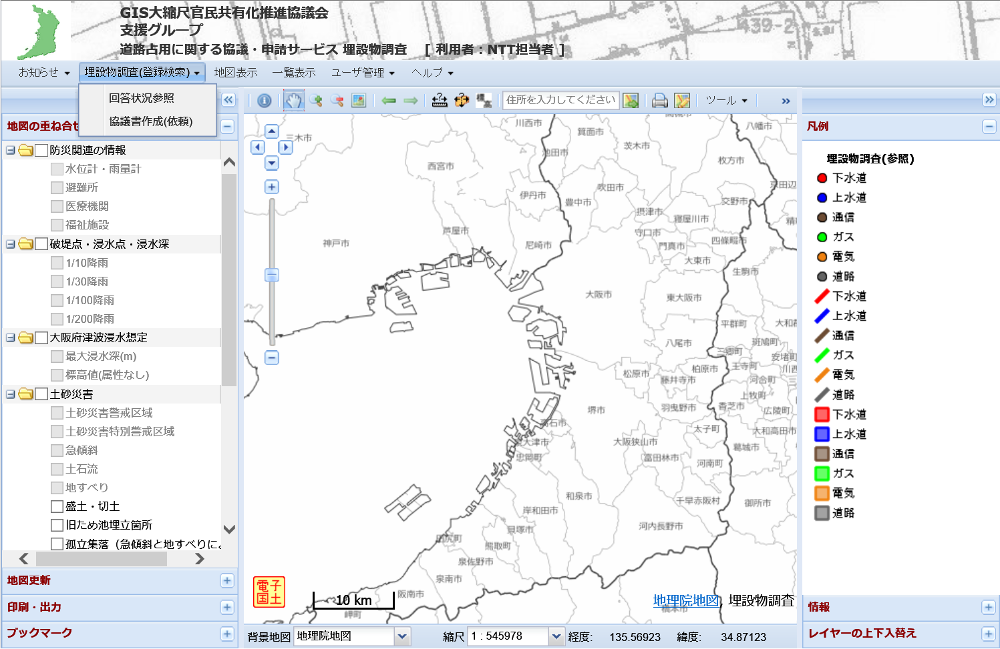 GIS大縮尺官民共有化推進協議会
支援グループ
道路占用に関する協議・申請サービス 埋設物調査 [ 利用者：NTT担当者 ]
439-2
お知らせ 埋設物調査(登録検索) 地図表示 一覧表示 ユーザ管理 ヘルプ
回答状況参照
協議書作成(依頼)
標高
住所を入力してください
ツール
地図の重ね合せ
防災関連の情報
水位計・雨量計
避難所
医療機関
福祉施設
破堤点・浸水点・浸水深
1/10降雨
1/30降雨
1/100降雨
1/200降雨
大阪府津波浸水想定
最大浸水深(m)
標高値(属性なし)
土砂災害
土砂災害警戒区域
土砂災害特別警戒区域
急傾斜
土石流
地すべり
盛土・切土
旧ため池埋立箇所
孤立集落（急傾斜と地すべりによ
地図更新
印刷・出力
ブックマーク
川西市
箕面市
八幡市
三木市
茨木市
池田市
枚方市
西宮市
京田辺
吹田市
伊丹市
豊中市
交野市
摂津市
寝屋川市
精
芦屋市
守口市
神戸市
尼崎市
門真市
四條畷市
大東市
生駒市
大阪市
東大阪市
平群町
大和郡
八尾市
斑鳩町
三郷町
安堵町
松原市
柏原市
王寺町
川西
藤井寺市
河合町
上牧町
堺市
羽曳野市
香芝市
広陵町
高石市
太子町
大和高田市
泉大津市
大阪狭山市
葛城市
忠岡町
富田林市
河南町
和泉市
千早赤阪村
御所市
岸和田市
貝塚市
河内長野市
田尻町
熊取町
泉佐野市
泉南市
阪南市
岬町
橋本市
電子国土
10 km
地理院地図, 埋設物調査
背景地図 地理院地図 縮尺 1 : 545978 経度: 135.56923 緯度: 34.87123
凡例
埋設物調査(参照)
下水道
上水道
通信
ガス
電気
道路
下水道
上水道
通信
ガス
電気
道路
下水道
上水道
通信
ガス
電気
道路
情報
レイヤーの上下入替え